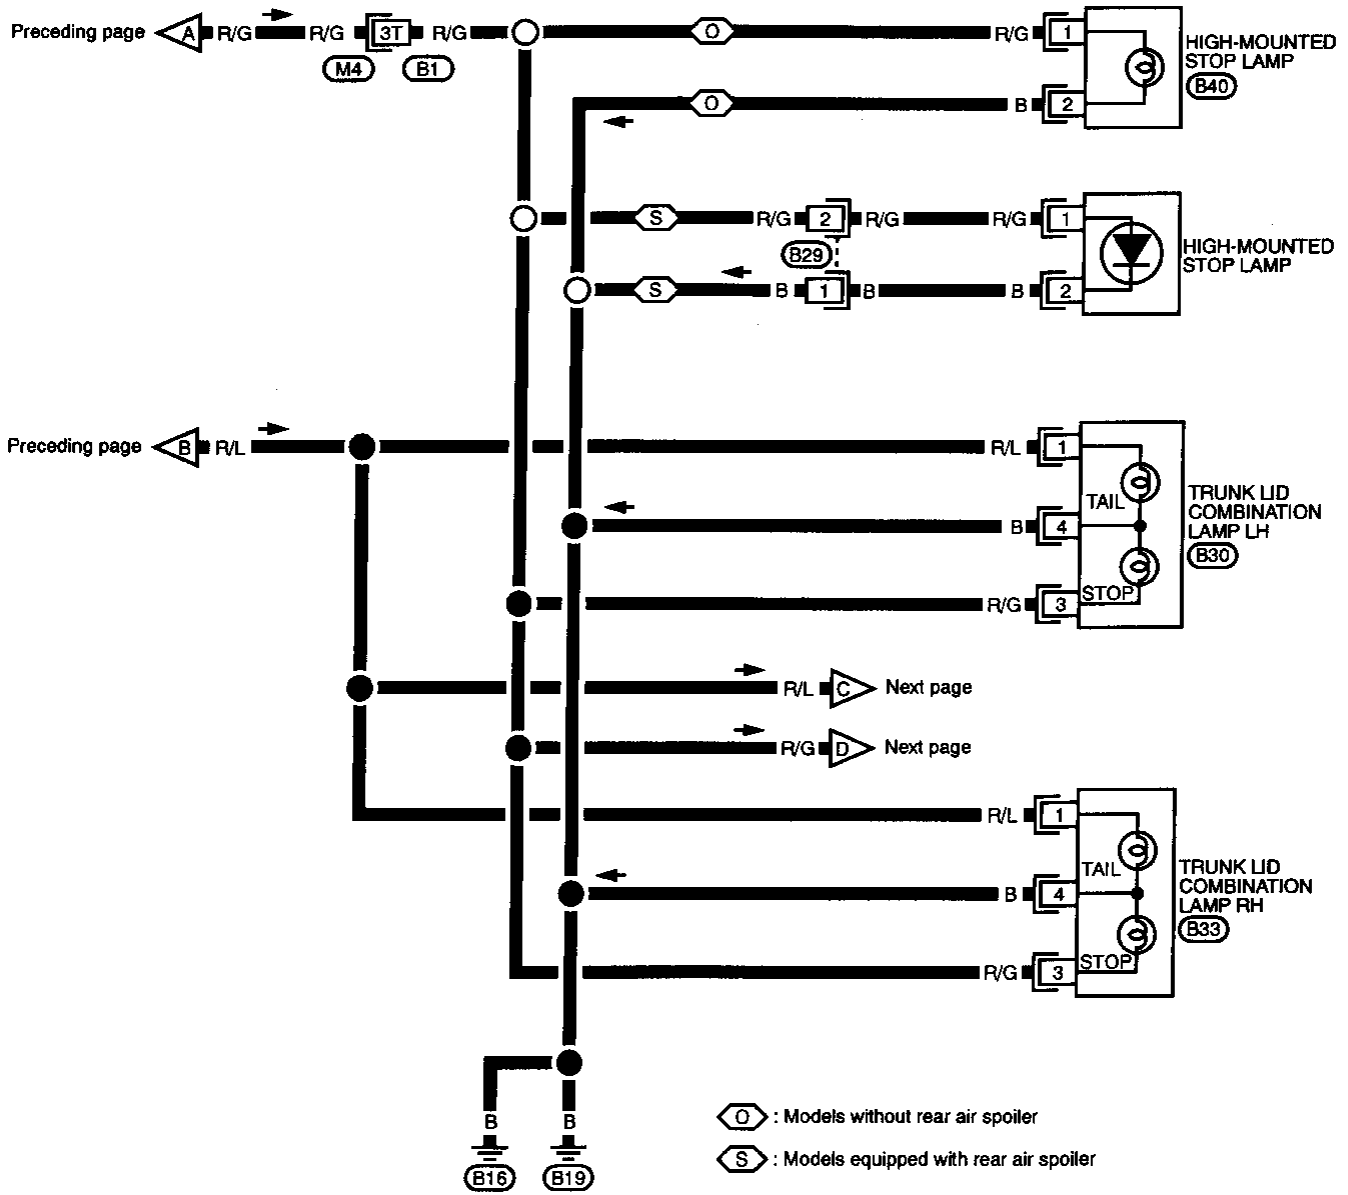 Preceding page A R/G R/G 3T R/G O R/G 1
M4 B1
HIGH-MOUNTED
STOP LAMP
B40
O B 2
S R/G 2 R/G R/G 1
B29
HIGH-MOUNTED
STOP LAMP
S B 1 B B 2
Preceding page B R/L R/L 1
TAIL
TRUNK LID
COMBINATION
LAMP LH
B30
B 4
STOP
R/G 3
R/L C Next page
R/G D Next page
R/L 1
TAIL
TRUNK LID
COMBINATION
LAMP RH
B33
B 4
STOP
R/G 3
B B
B16 B19
O : Models without rear air spoiler
S : Models equipped with rear air spoiler